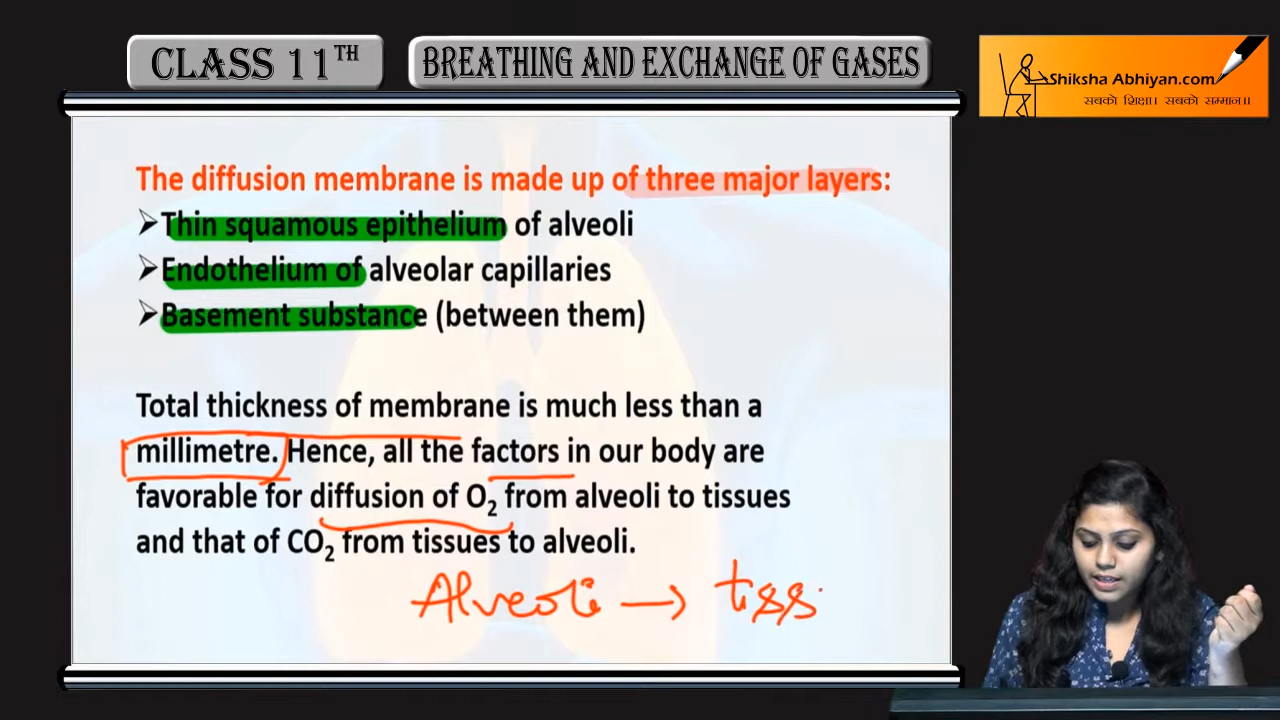 CLASS 11TH
BREATHING AND EXCHANGE OF GASES
Shiksha Abhiyan.com
सबको शिक्षा। सबको सम्मान॥
The diffusion membrane is made up of three major layers:
➢Thin squamous epithelium of alveoli
➢Endothelium of alveolar capillaries
➢Basement substance (between them)
Total thickness of membrane is much less than a
millimetre. Hence, all the factors in our body are
favorable for diffusion of O₂ from alveoli to tissues
and that of CO₂ from tissues to alveoli.
Alveoli → tiss